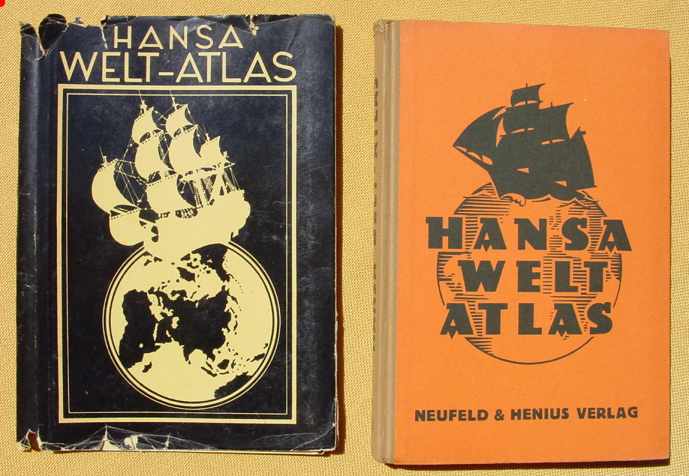 HANSA
WELT-ATLAS
HANSA
WELT
ATLAS
NEUFELD & HENIUS VERLAG